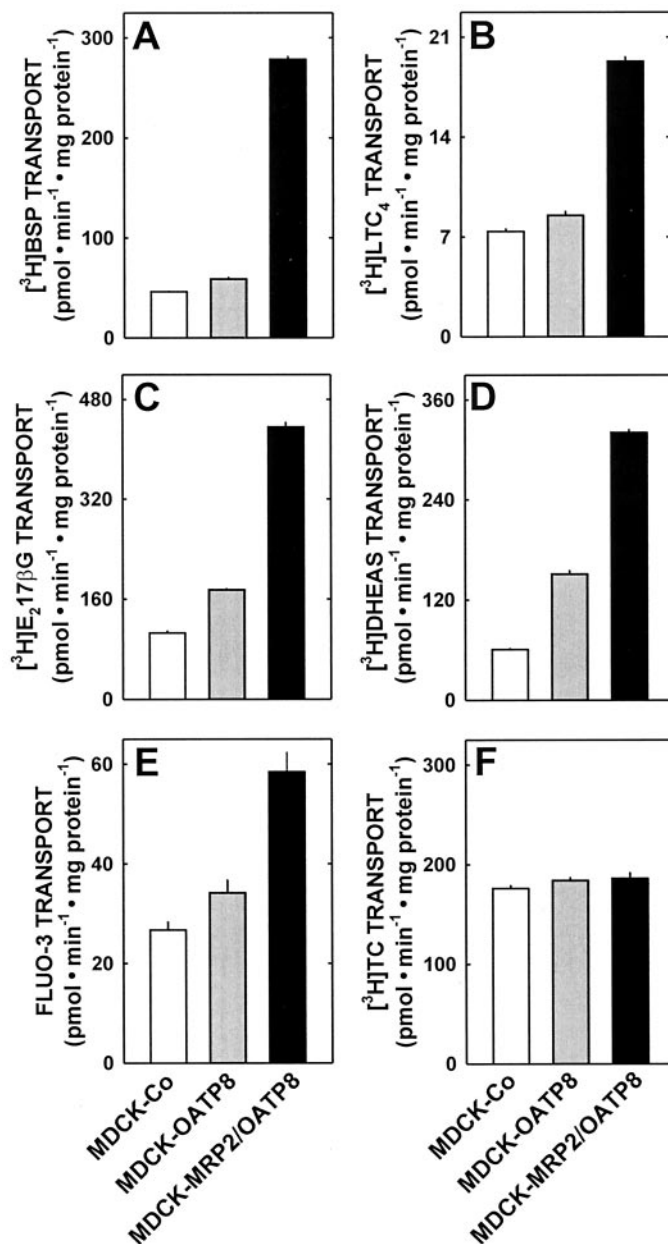 A
[³H]BSP TRANSPORT
(pmol • min⁻¹ • mg protein⁻¹)
300
200
100
0
B
[³H]LTC₄ TRANSPORT
(pmol • min⁻¹ • mg protein⁻¹)
21
14
7
0
C
[³H]E₂17βG TRANSPORT
(pmol • min⁻¹ • mg protein⁻¹)
480
320
160
0
D
[³H]DHEAS TRANSPORT
(pmol • min⁻¹ • mg protein⁻¹)
360
240
120
0
E
FLUO-3 TRANSPORT
(pmol • min⁻¹ • mg protein⁻¹)
60
40
20
0
F
[³H]TC TRANSPORT
(pmol • min⁻¹ • mg protein⁻¹)
300
200
100
0
MDCK-Co
MDCK-OATP8
MDCK-MRP2/OATP8
MDCK-Co
MDCK-OATP8
MDCK-MRP2/OATP8